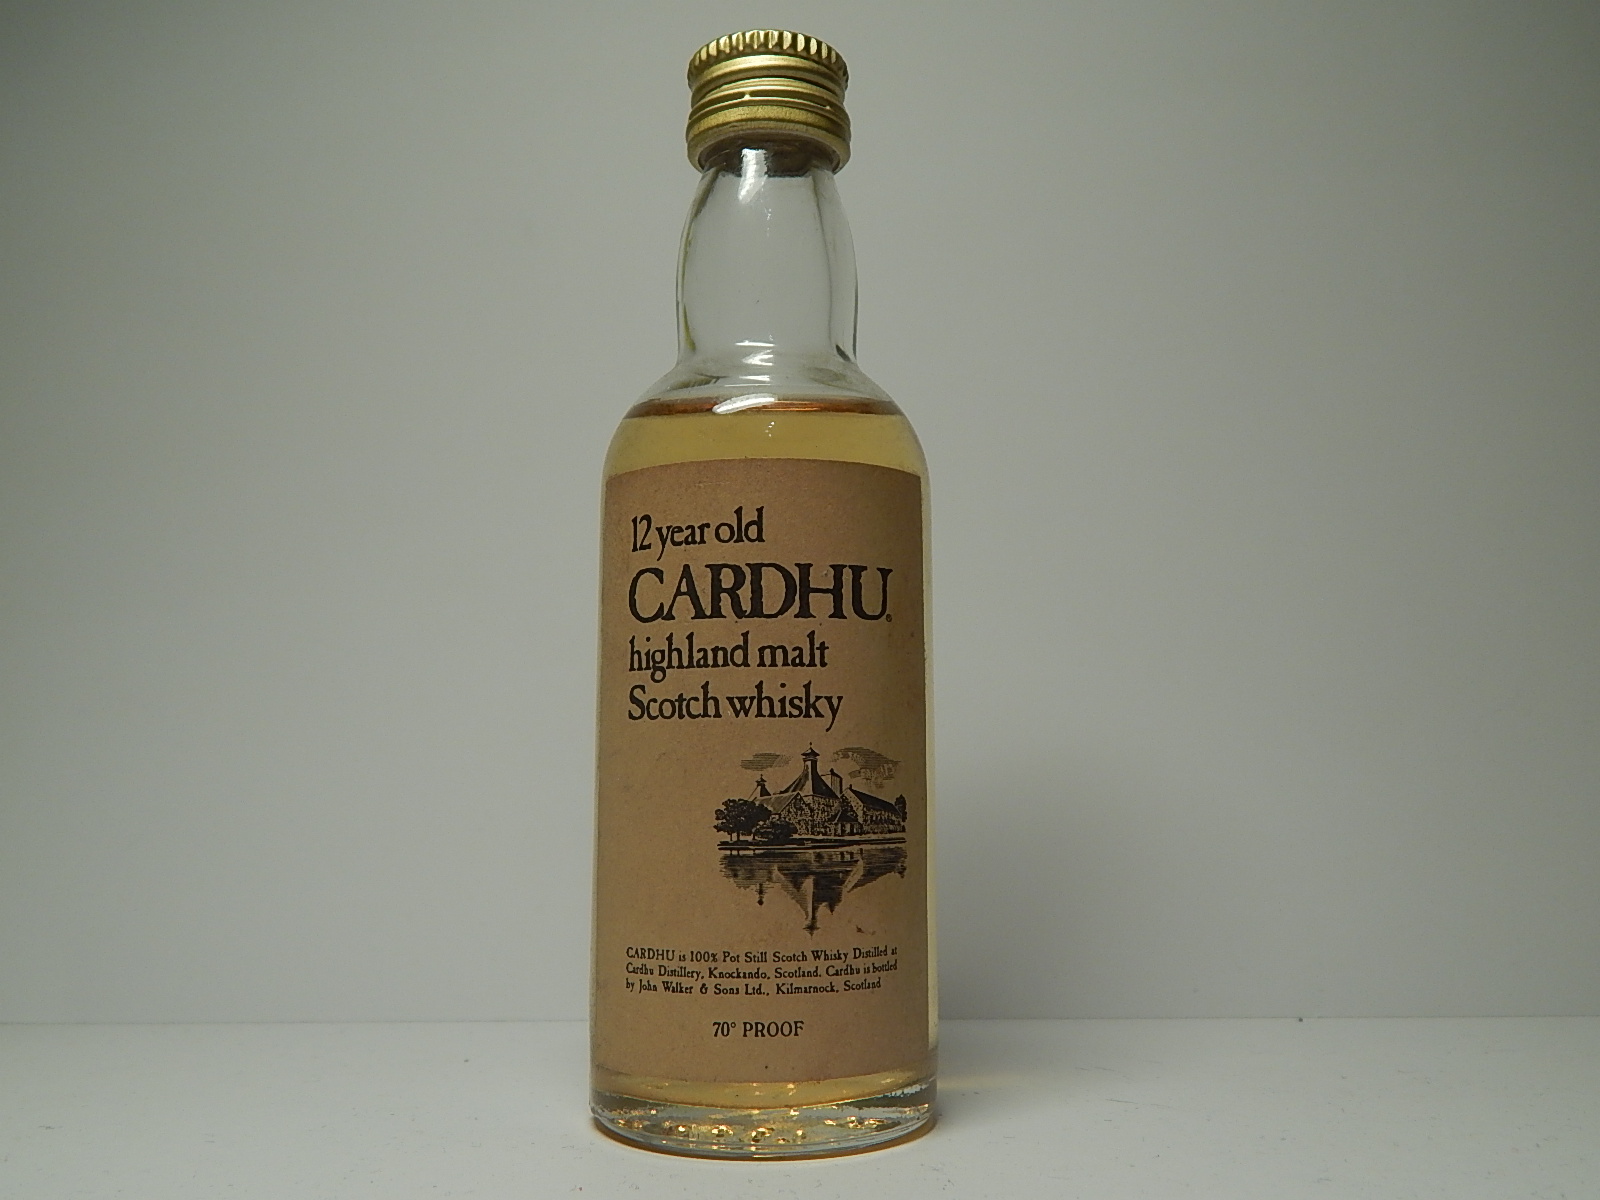 12 year old
CARDHU®
highland malt
Scotch whisky
CARDHU is 100% Pot Still Scotch Whisky Distilled at
Cardhu Distillery, Knockando, Scotland. Cardhu is bottled
by John Walker & Sons Ltd., Kilmarnock, Scotland
70° PROOF